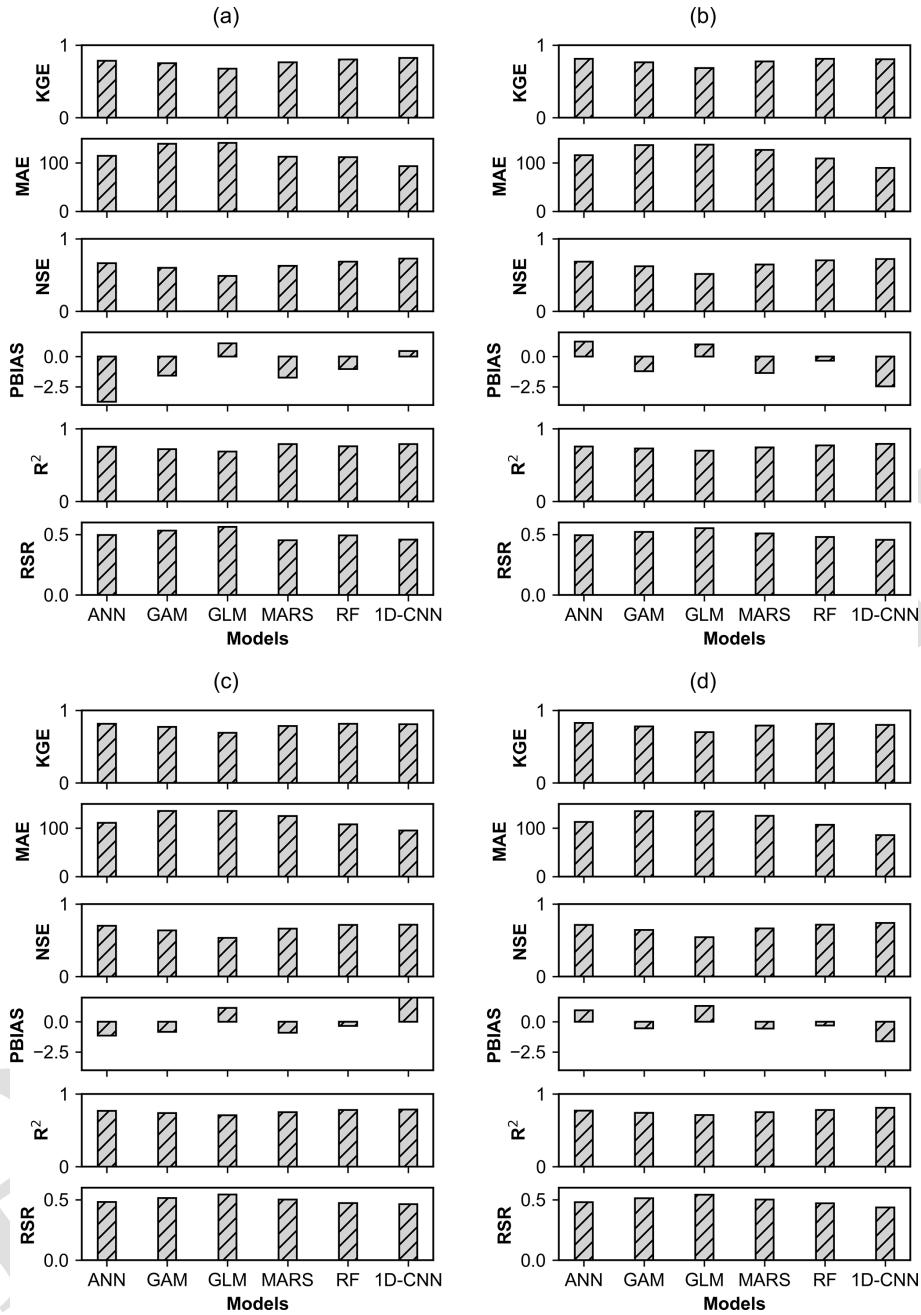 (a)
KGE
1
0
MAE
100
0
NSE
1
0
PBIAS
0.0
−2.5
R²
1
0
RSR
0.5
0.0
ANN GAM GLM MARS RF 1D-CNN
Models
(b)
KGE
1
0
MAE
100
0
NSE
1
0
PBIAS
0.0
−2.5
R²
1
0
RSR
0.5
0.0
ANN GAM GLM MARS RF 1D-CNN
Models
(c)
KGE
1
0
MAE
100
0
NSE
1
0
PBIAS
0.0
−2.5
R²
1
0
RSR
0.5
0.0
ANN GAM GLM MARS RF 1D-CNN
Models
(d)
KGE
1
0
MAE
100
0
NSE
1
0
PBIAS
0.0
−2.5
R²
1
0
RSR
0.5
0.0
ANN GAM GLM MARS RF 1D-CNN
Models